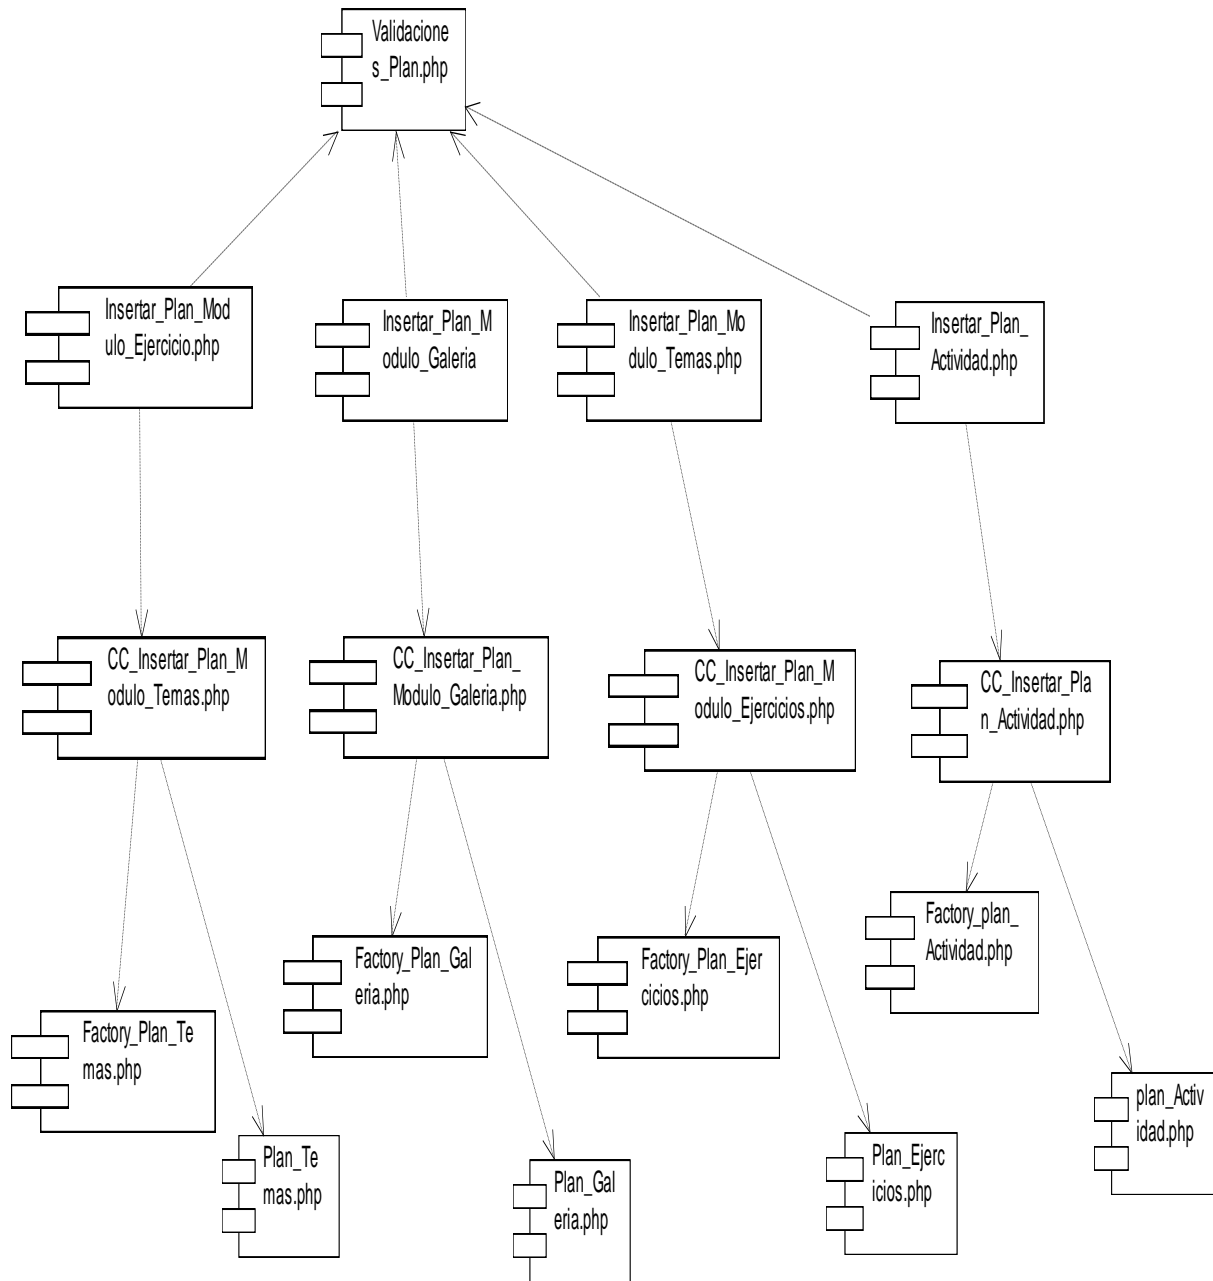 Validacione
s_Plan.php
Insertar_Plan_Mod
ulo_Ejercicio.php
Insertar_Plan_M
odulo_Galeria
Insertar_Plan_Mo
dulo_Temas.php
Insertar_Plan_
Actividad.php
CC_Insertar_Plan_M
odulo_Temas.php
CC_Insertar_Plan_
Modulo_Galeria.php
CC_Insertar_Plan_M
odulo_Ejercicios.php
CC_Insertar_Pla
n_Actividad.php
Factory_Plan_Te
mas.php
Factory_Plan_Gal
eria.php
Factory_Plan_Ejer
cicios.php
Factory_plan_
Actividad.php
Plan_Te
mas.php
Plan_Gal
eria.php
Plan_Ejerc
icios.php
plan_Activ
idad.php